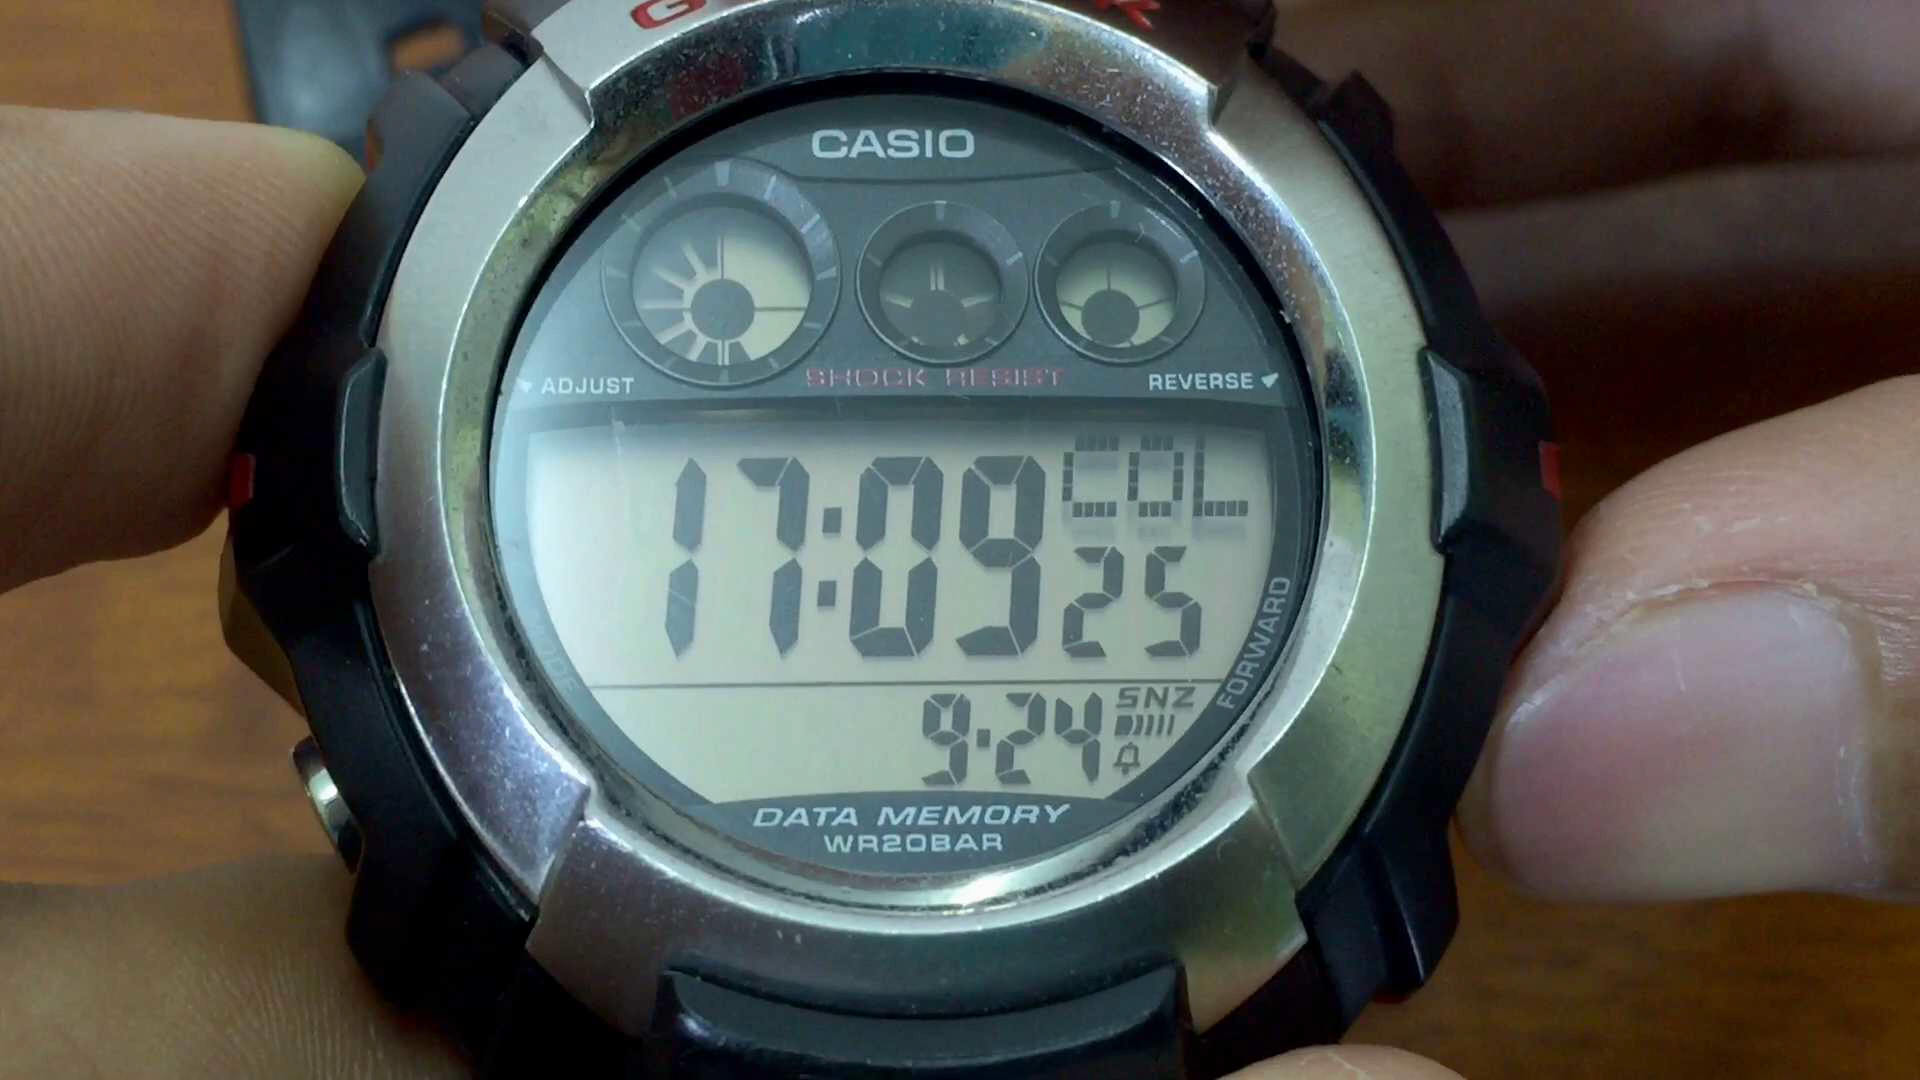 CASIO
SHOCK RESIST
ADJUST
REVERSE
17:09 25
COL
FORWARD
9-24
SNZ
DATA MEMORY
WR20BAR